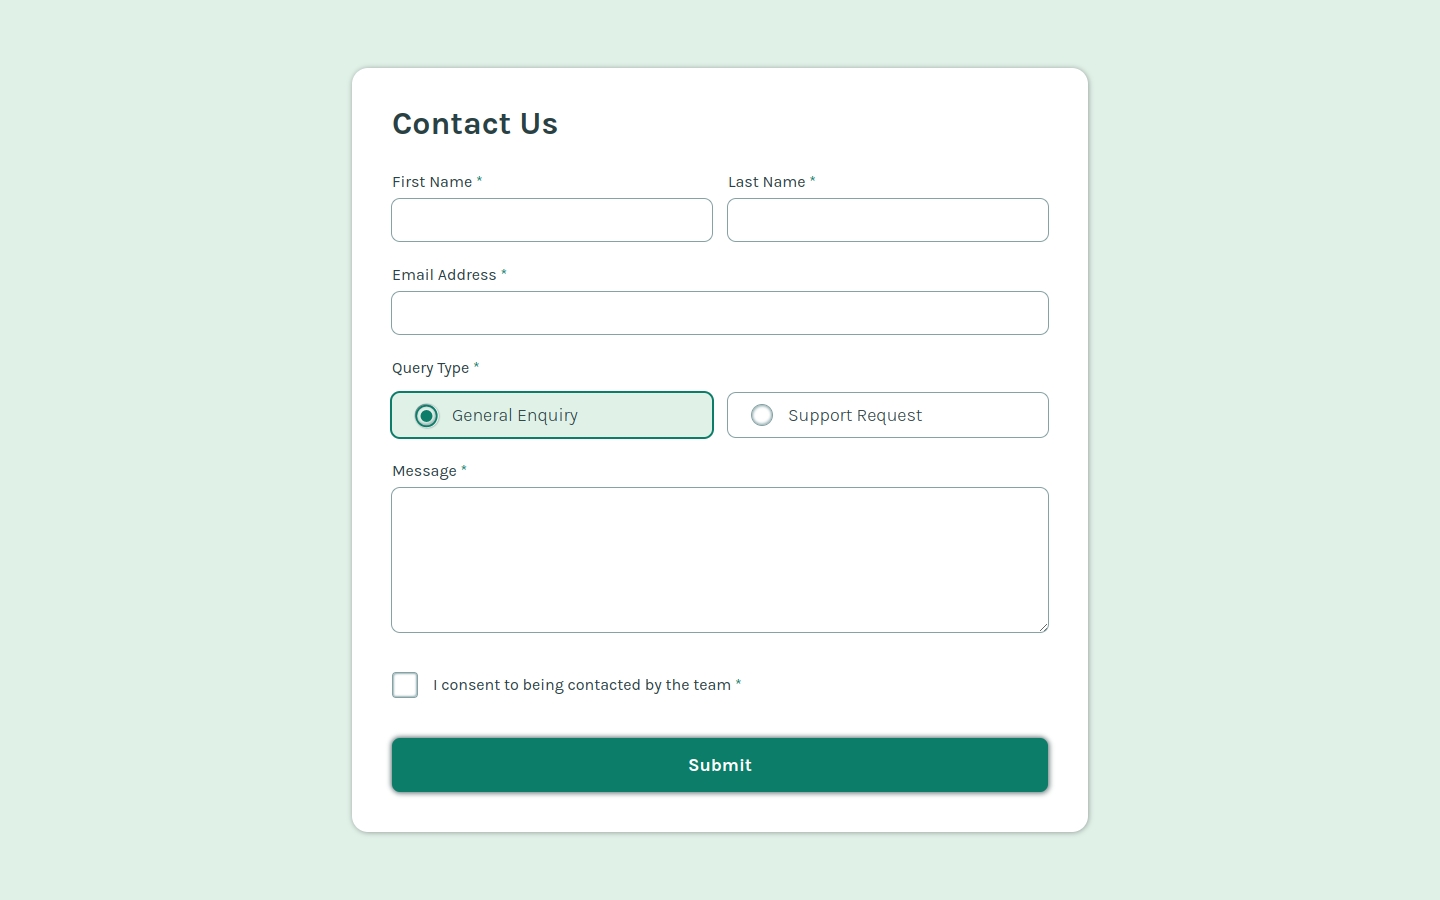 Contact Us
First Name *
Last Name *
Email Address *
Query Type *
General Enquiry
Support Request
Message *
I consent to being contacted by the team *
Submit